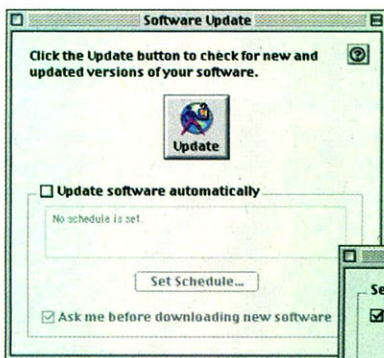 Software Update
Click the Update button to check for new and
updated versions of your software.
Update
Update software automatically
No schedule is set.
Set Schedule...
Ask me before downloading new software
Se